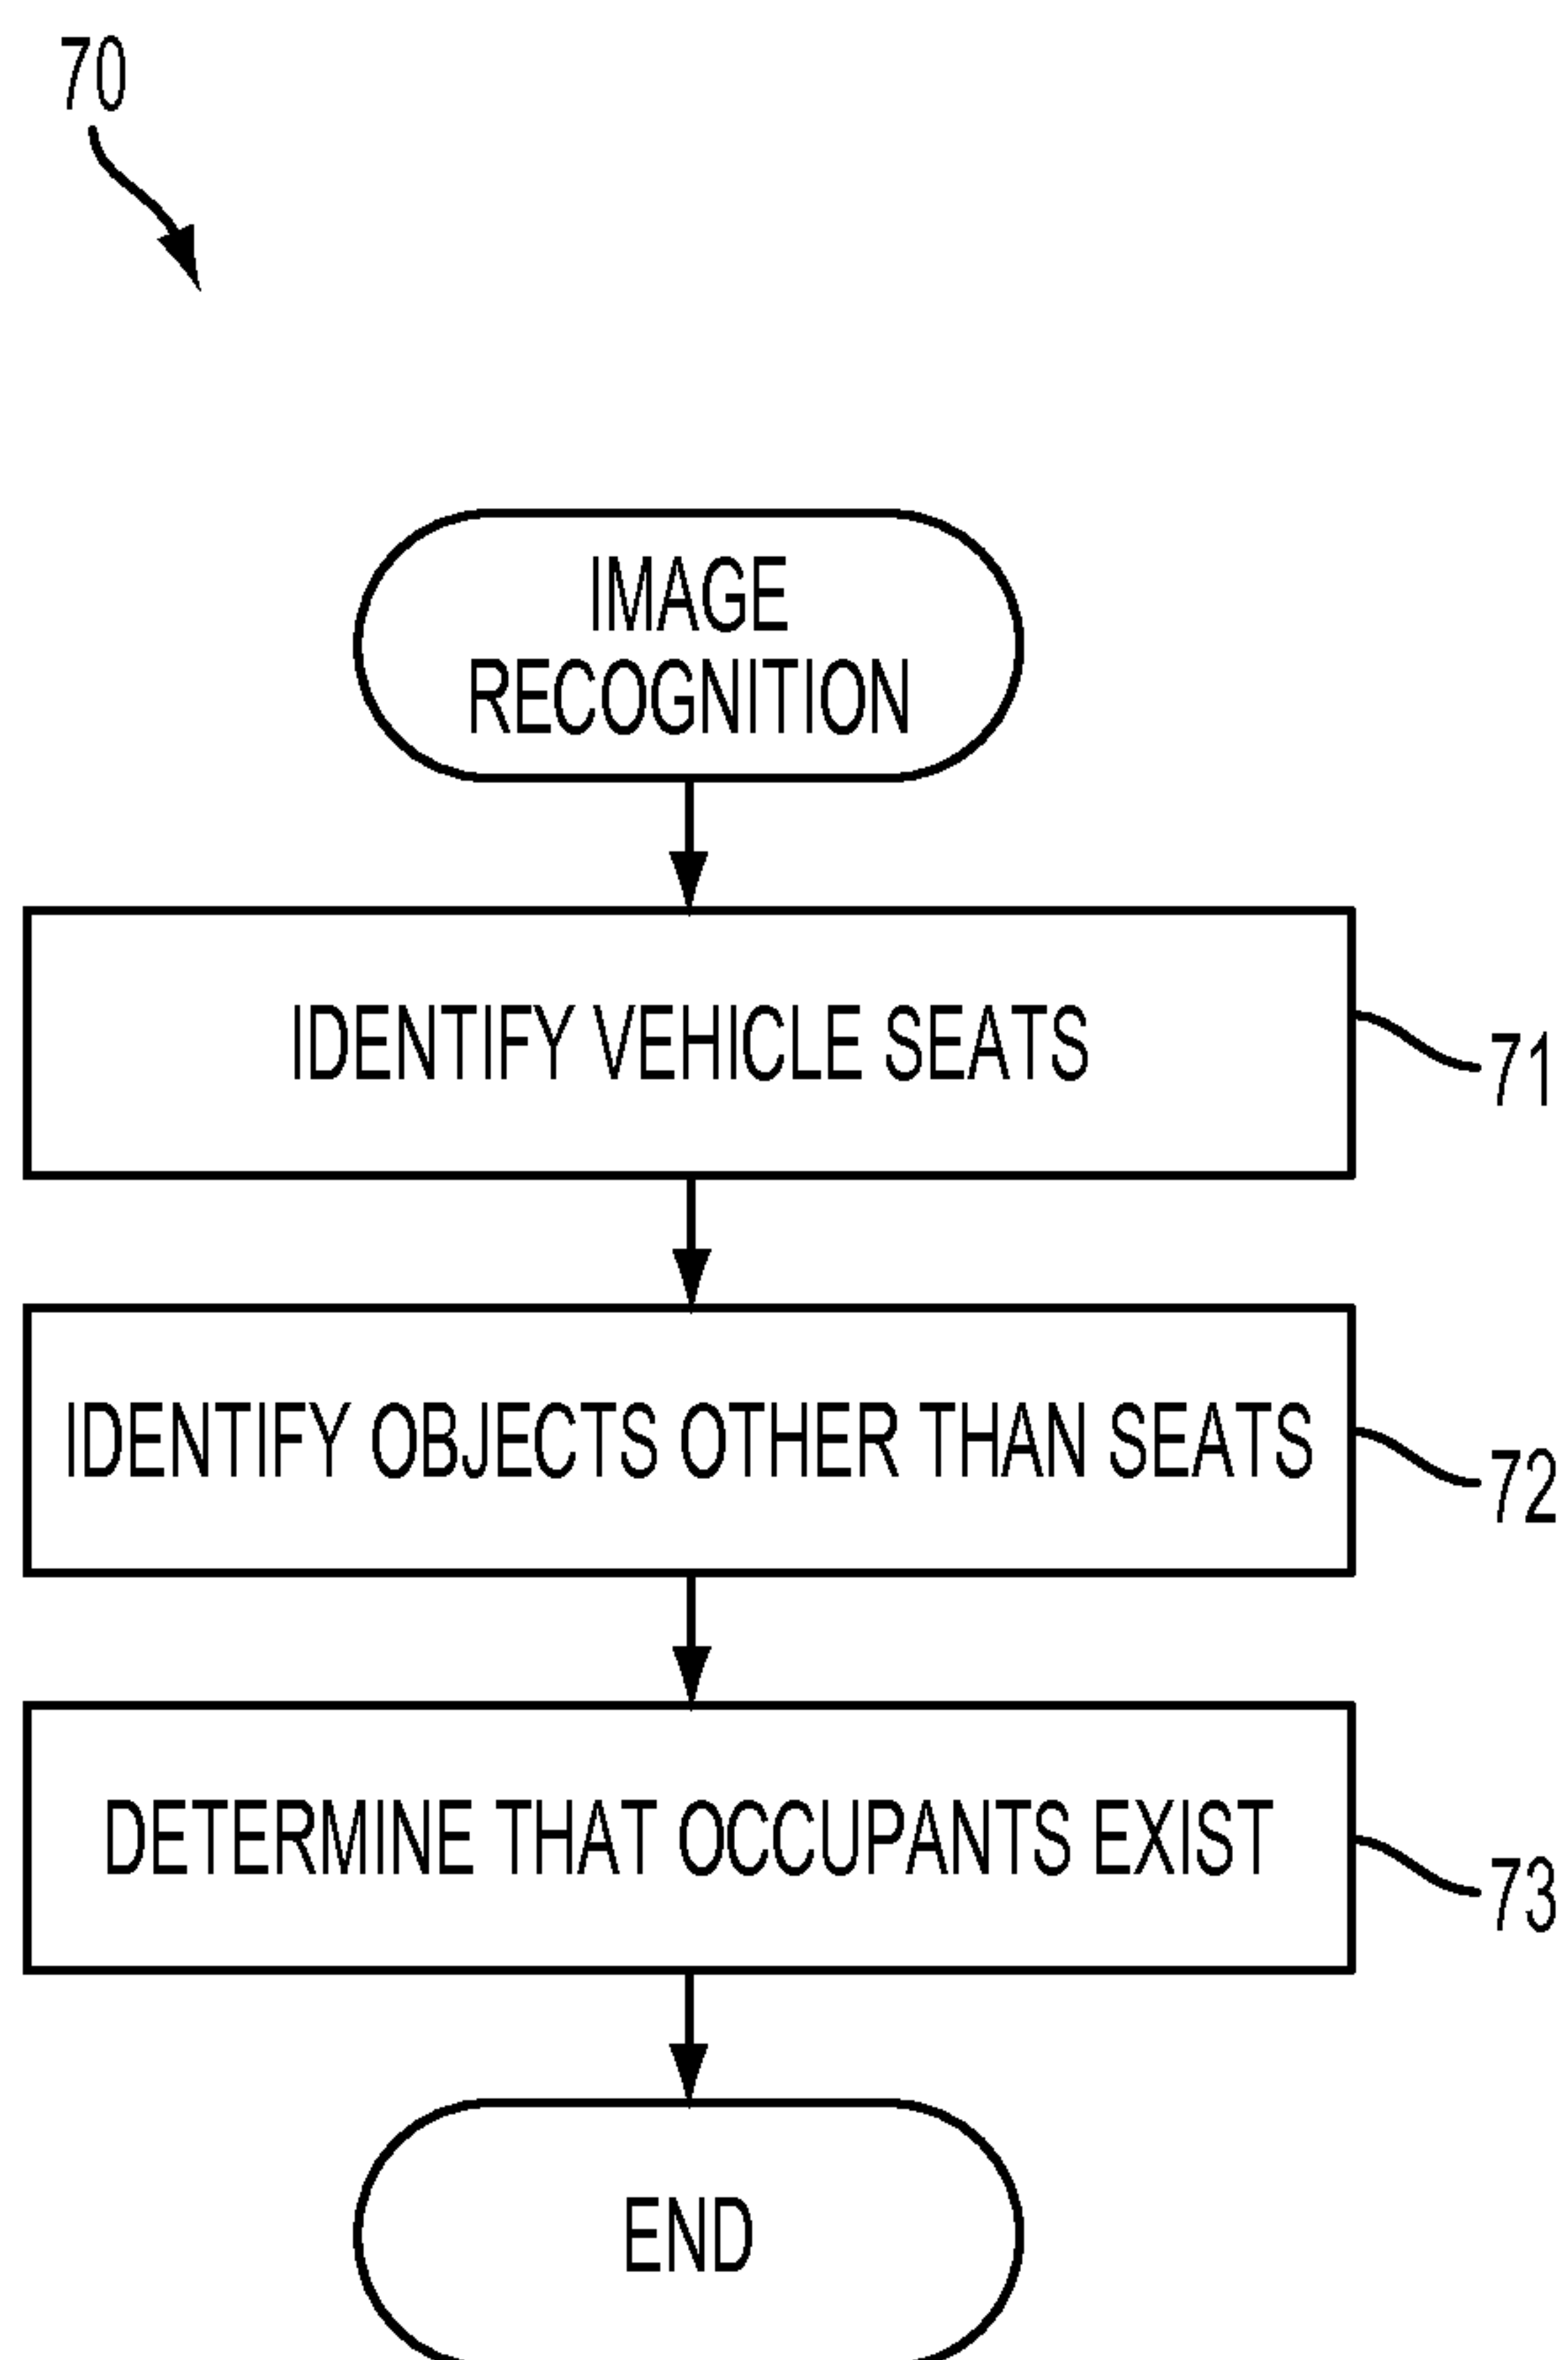 70
IMAGE
RECOGNITION
IDENTIFY VEHICLE SEATS
71
IDENTIFY OBJECTS OTHER THAN SEATS
72
DETERMINE THAT OCCUPANTS EXIST
73
END